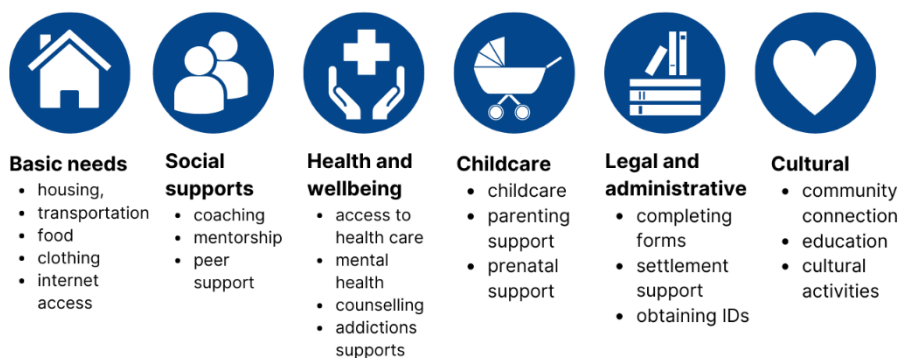 Basic needs
• housing,
• transportation
• food
• clothing
• internet
access
Social
supports
• coaching
• mentorship
• peer
support
Health and
wellbeing
• access to
health care
• mental
health
• counselling
• addictions
supports
Childcare
• childcare
• parenting
support
• prenatal
support
Legal and
administrative
• completing
forms
• settlement
support
• obtaining IDs
Cultural
• community
connection
• education
• cultural
activities